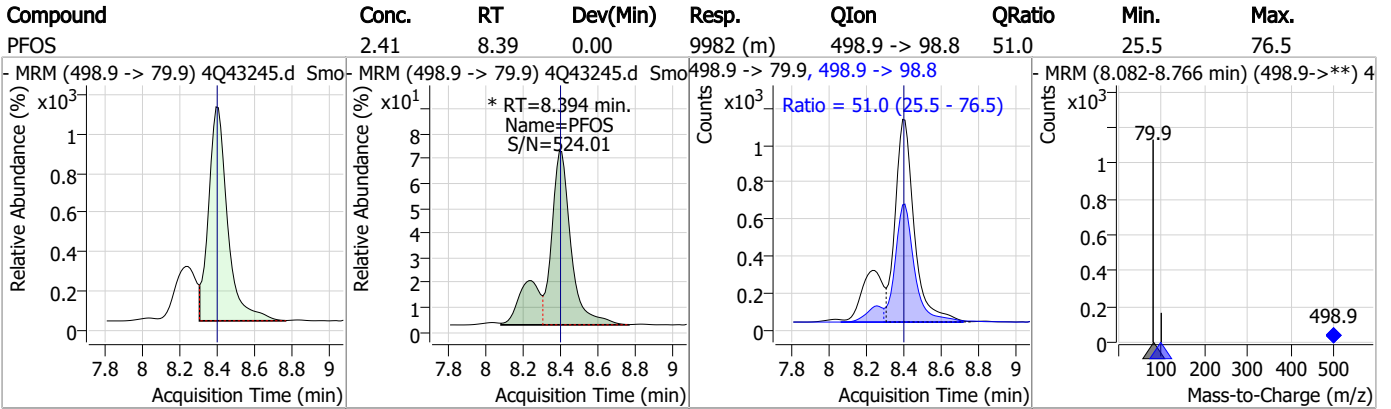 Compound Conc. RT Dev(Min) Resp. QIon QRatio Min. Max.
PFOS 2.41 8.39 0.00 9982 (m) 498.9 -> 98.8 51.0 25.5 76.5
- MRM (498.9 -> 79.9) 4Q43245.d Smo
x10³
Relative Abundance (%)
1
0.8
0.6
0.4
0.2
0
7.8 8 8.2 8.4 8.6 8.8 9
Acquisition Time (min)
- MRM (498.9 -> 79.9) 4Q43245.d Smo
x10¹
* RT=8.394 min.
Name=PFOS
S/N=524.01
Relative Abundance (%)
8
7
6
5
4
3
2
1
0
7.8 8 8.2 8.4 8.6 8.8 9
Acquisition Time (min)
498.9 -> 79.9, 498.9 -> 98.8
x10³
Ratio = 51.0 (25.5 - 76.5)
Counts
1
0.8
0.6
0.4
0.2
0
7.8 8 8.2 8.4 8.6 8.8 9
Acquisition Time (min)
- MRM (8.082-8.766 min) (498.9->**) 4
x10³
Counts
79.9
1
0.8
0.6
0.4
0.2
498.9
0
100 200 300 400 500
Mass-to-Charge (m/z)